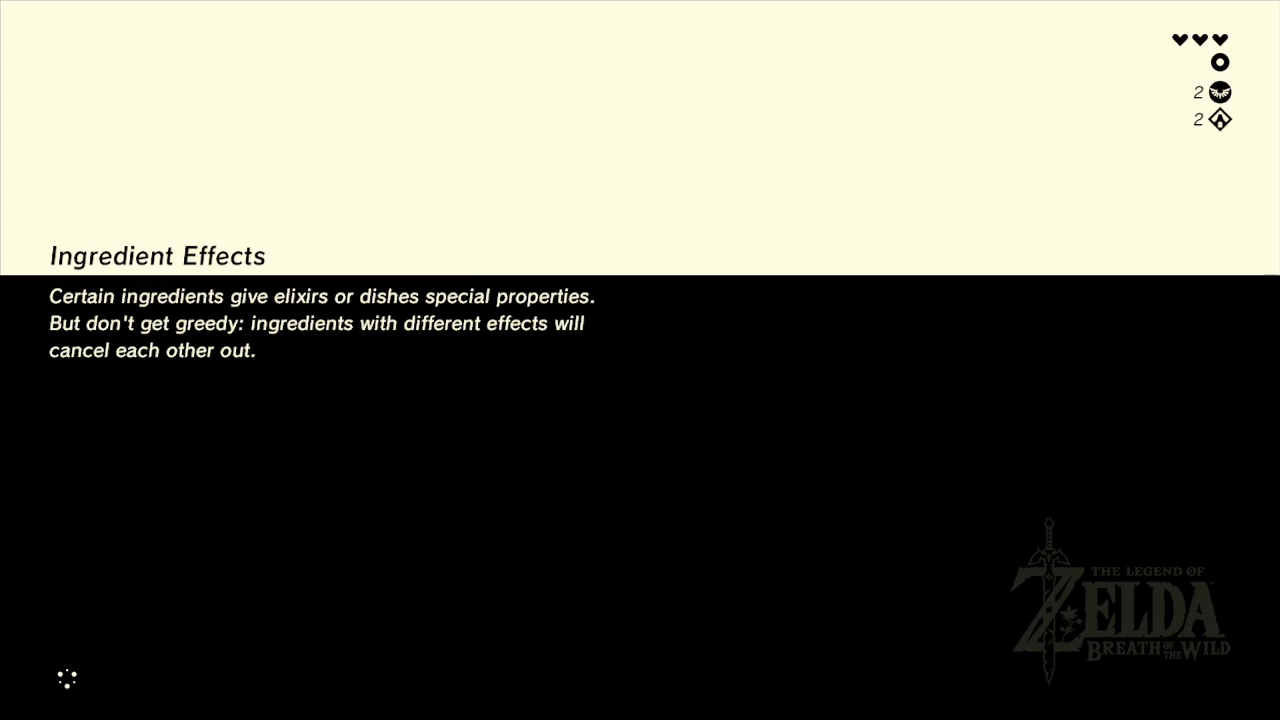 2
2
Ingredient Effects
Certain ingredients give elixirs or dishes special properties.
But don't get greedy: ingredients with different effects will
cancel each other out.
THE LEGEND OF
ZELDA
BREATH OF THE WILD